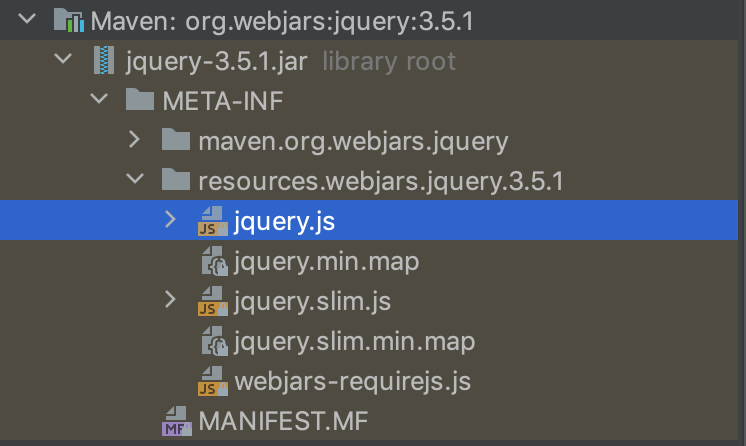 Maven: org.webjars:jquery:3.5.1
jquery-3.5.1.jar library root
META-INF
maven.org.webjars.jquery
resources.webjars.jquery.3.5.1
JS jquery.js
jquery.min.map
JS jquery.slim.js
jquery.slim.min.map
JS webjars-requirejs.js
MF MANIFEST.MF